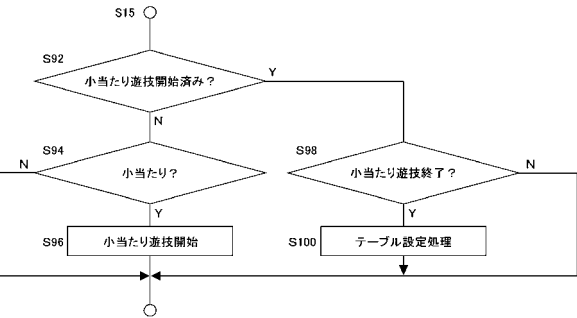 S15
S92
小当たり遊技開始済み？
Y
N
S94
N
小当たり？
S98
小当たり遊技終了？
N
Y
Y
S96
小当たり遊技開始
S100
テーブル設定処理